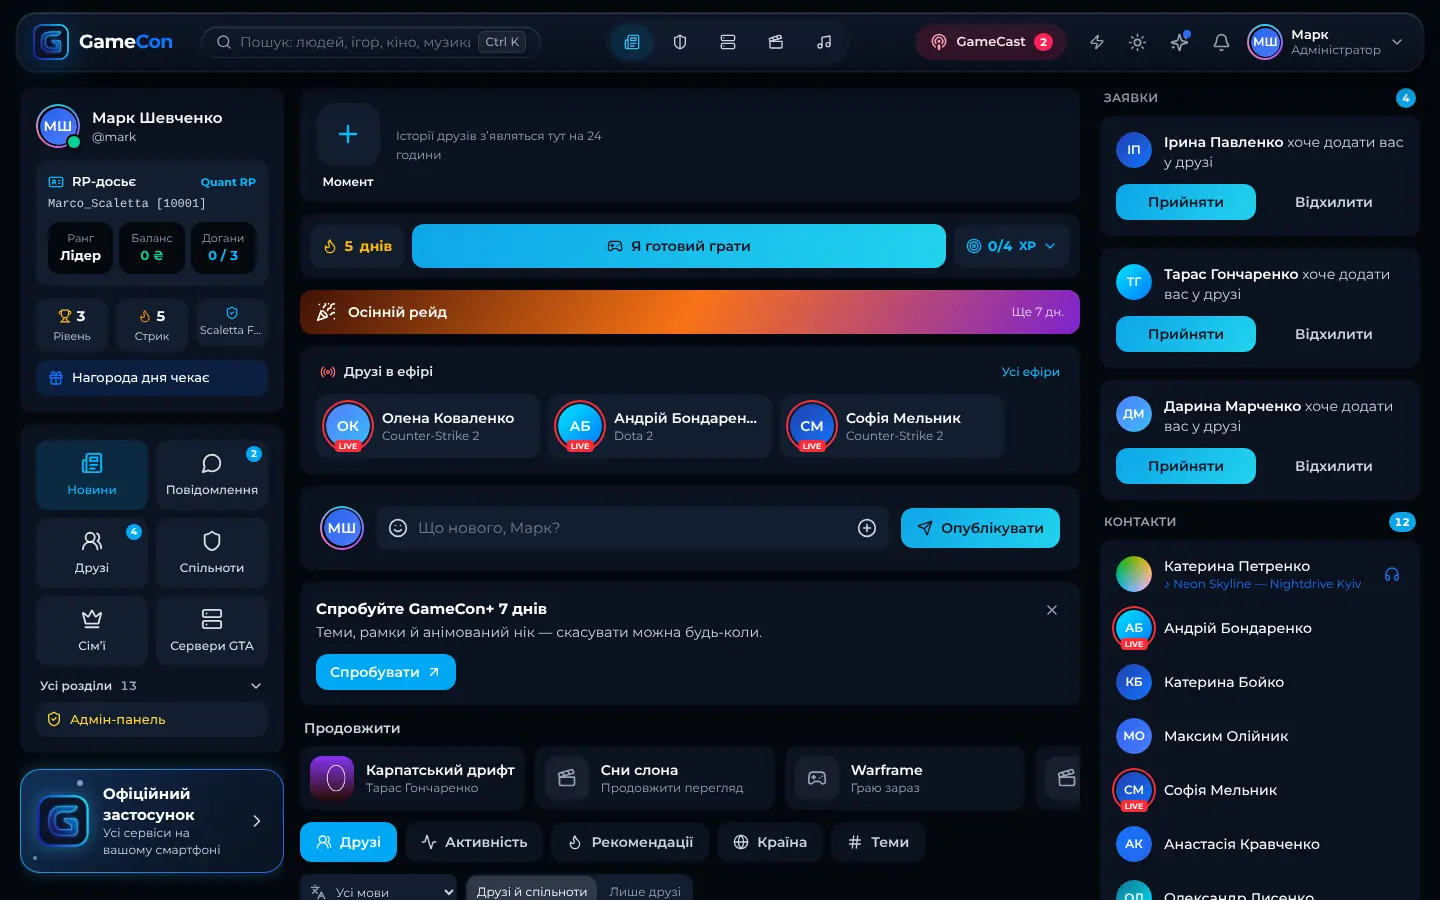 GameCon
Пошук: людей, ігор, кіно, музики
Ctrl K
GameCast 2
МШ
Марк
Адміністратор
МШ
Марк Шевченко
@mark
RP-досьє
Quant RP
Marco_Scaletta [10001]
Ранг
Лідер
Баланс
0 ₴
Догани
0 / 3
3
Рівень
5
Стрик
Scaletta F...
Нагорода дня чекає
Новини
2
Повідомлення
4
Друзі
Спільноти
Сім'ї
Сервери GTA
Усі розділи 13
Адмін-панель
Офіційний
застосунок
Усі сервіси на
вашому смартфоні
Момент
Історії друзів з’являться тут на 24
години
5 днів
Я готовий грати
0/4 XP
Осінній рейд
Ще 7 дн.
Друзі в ефірі
Усі ефіри
ОК
LIVE
Олена Коваленко
Counter-Strike 2
АБ
LIVE
Андрій Бондарен...
Dota 2
СМ
LIVE
Софія Мельник
Counter-Strike 2
МШ
Що нового, Марк?
Опублікувати
Спробуйте GameCon+ 7 днів
Теми, рамки й анімований нік — скасувати можна будь-коли.
Спробувати
Продовжити
Карпатський дрифт
Тарас Гончаренко
Сни слона
Продовжити перегляд
Warframe
Граю зараз
Друзі
Активність
Рекомендації
Країна
Теми
Усі мови
Друзі й спільноти
Лише друзі
ЗАЯВКИ
4
ІП
Ірина Павленко хоче додати вас
у друзі
Прийняти
Відхилити
ТГ
Тарас Гончаренко хоче додати
вас у друзі
Прийняти
Відхилити
ДМ
Дарина Марченко хоче додати
вас у друзі
Прийняти
Відхилити
КОНТАКТИ
12
Катерина Петренко
♪ Neon Skyline — Nightdrive Kyiv
АБ
LIVE
Андрій Бондаренко
КБ
Катерина Бойко
МО
Максим Олійник
СМ
LIVE
Софія Мельник
АК
Анастасія Кравченко
ОЛ
Олександр Лисенко